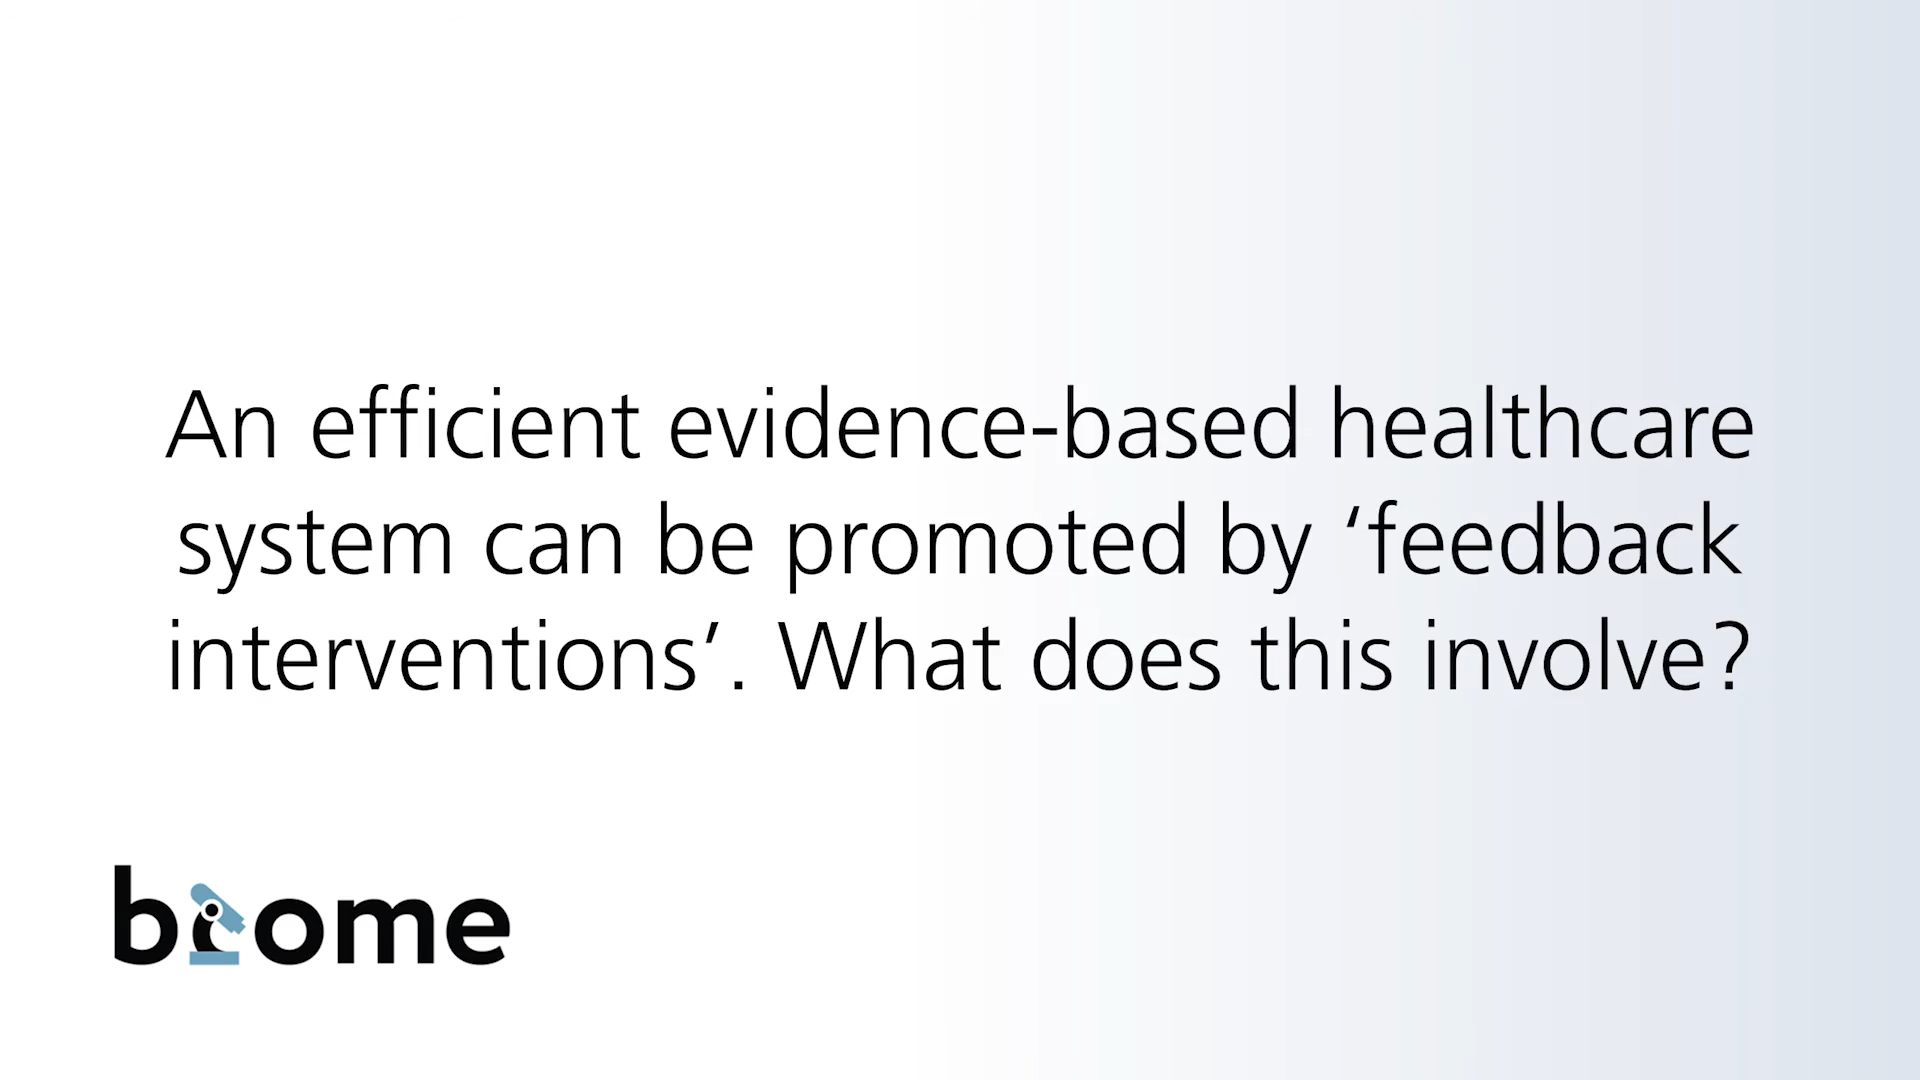 An efficient evidence-based healthcare
system can be promoted by ‘feedback
interventions’. What does this involve?
biome